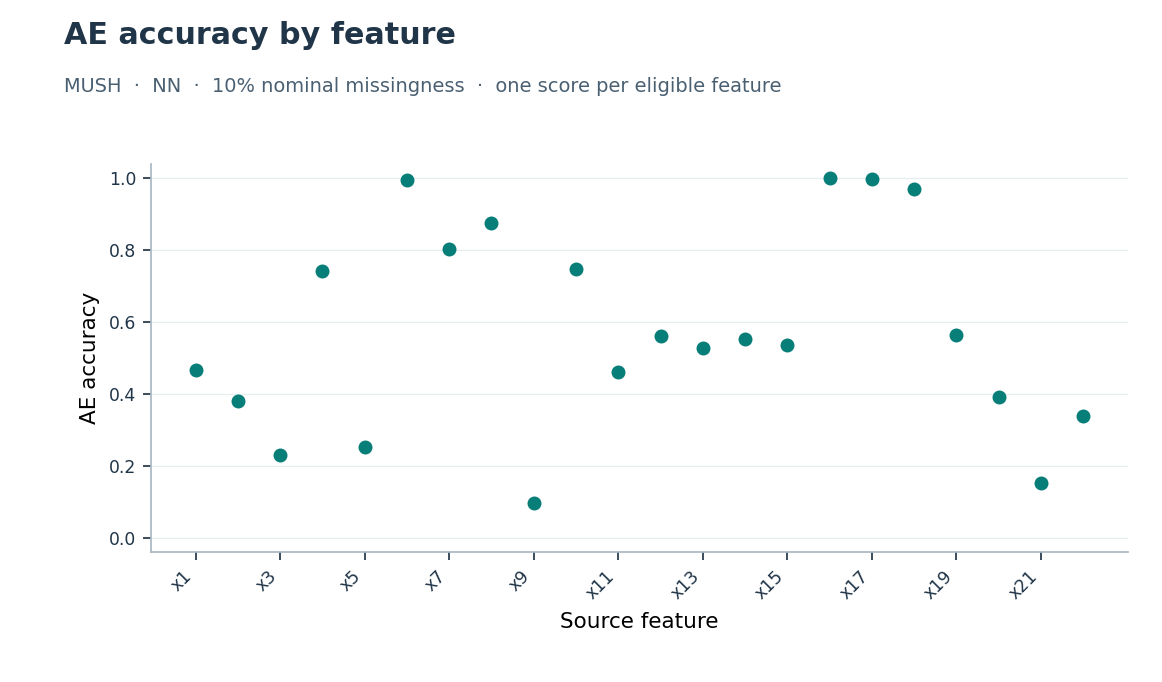 AE accuracy by feature
MUSH · NN · 10% nominal missingness · one score per eligible feature
AE accuracy
1.0
0.8
0.6
0.4
0.2
0.0
x1 x3 x5 x7 x9 x11 x13 x15 x17 x19 x21
Source feature